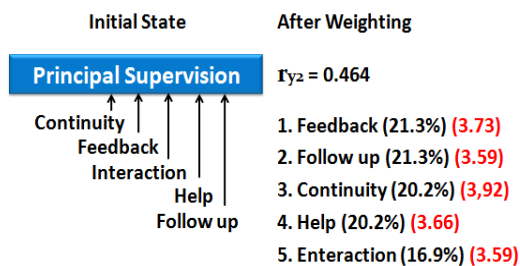 Initial State
After Weighting
Principal Supervision
ry2 = 0.464
Continuity
Feedback
Interaction
Help
Follow up
1. Feedback (21.3%) (3.73)
2. Follow up (21.3%) (3.59)
3. Continuity (20.2%) (3,92)
4. Help (20.2%) (3.66)
5. Enteraction (16.9%) (3.59)